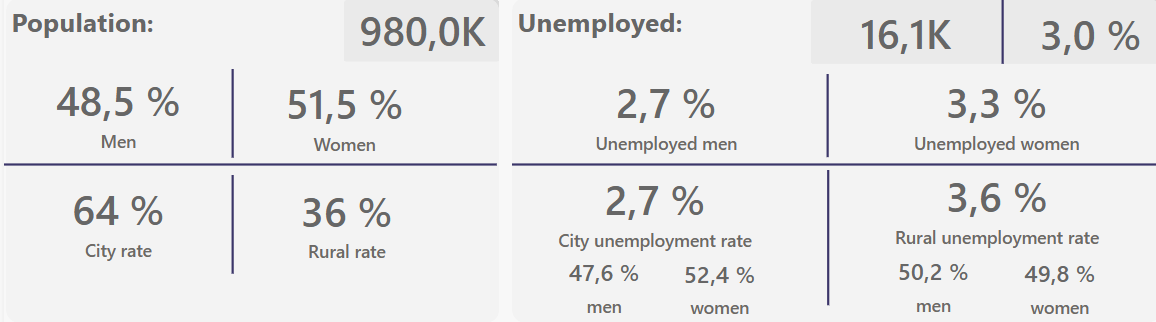 Population:
980,0K
48,5 %
Men
51,5 %
Women
64 %
City rate
36 %
Rural rate
Unemployed:
16,1K
3,0 %
2,7 %
Unemployed men
3,3 %
Unemployed women
2,7 %
City unemployment rate
47,6 %
men
52,4 %
women
3,6 %
Rural unemployment rate
50,2 %
men
49,8 %
women